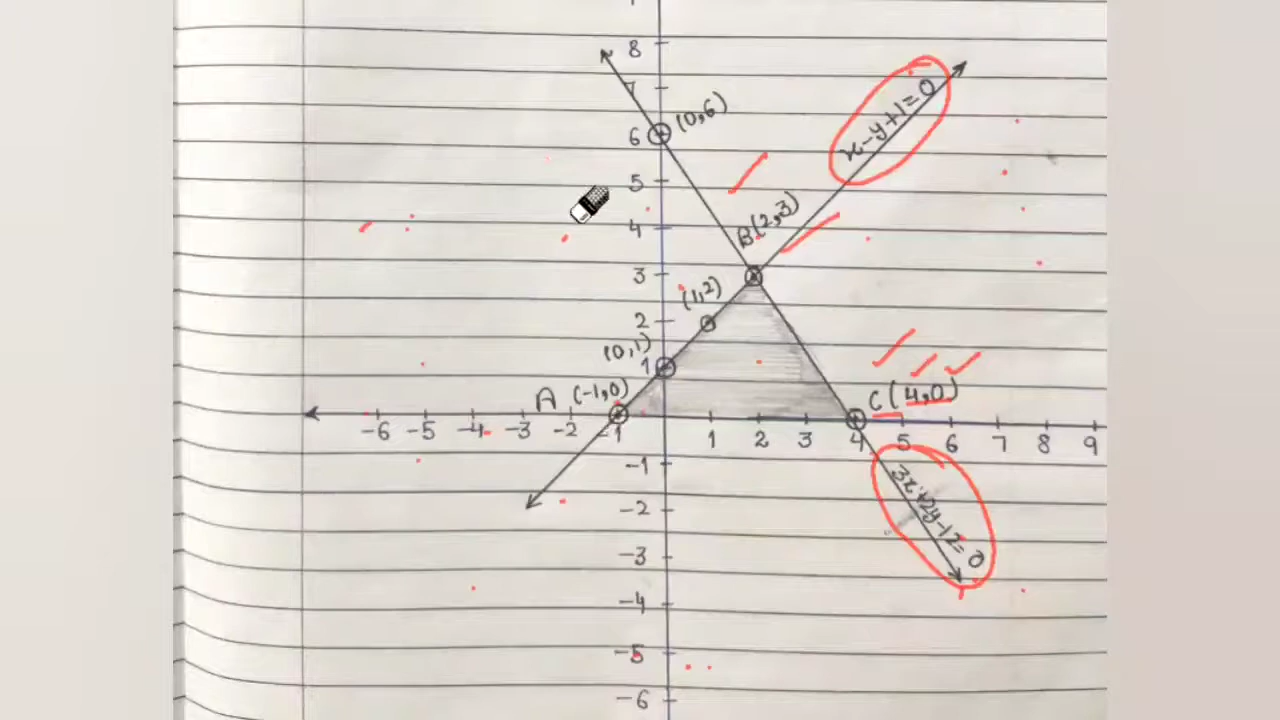 8
7
6
(0,6)
x-y+1=0
5
4
B(2,3)
3
(1,2)
2
(0,1)
1
A (-1,0)
C(4,0)
-6 -5 -4 -3 -2 -1 1 2 3 4 5 6 7 8 9
-1
3x+2y-12=0
-2
-3
-4
-5
-6